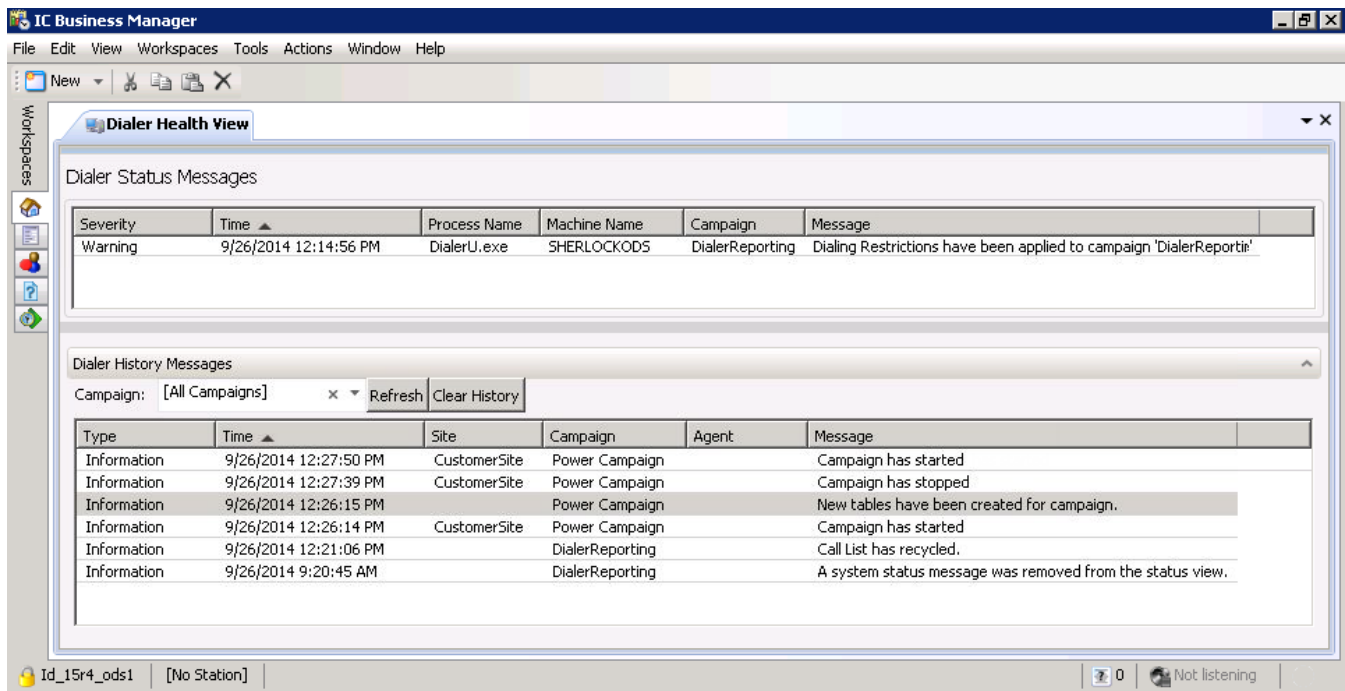 IC Business Manager
File Edit View Workspaces Tools Actions Window Help
New
Workspaces
Dialer Health View
Dialer Status Messages
Severity Time Process Name Machine Name Campaign Message
Warning 9/26/2014 12:14:56 PM DialerU.exe SHERLOCKODS DialerReporting Dialing Restrictions have been applied to campaign 'DialerReportin'
Dialer History Messages
Campaign: [All Campaigns] Refresh Clear History
Type Time Site Campaign Agent Message
Information 9/26/2014 12:27:50 PM CustomerSite Power Campaign Campaign has started
Information 9/26/2014 12:27:39 PM CustomerSite Power Campaign Campaign has stopped
Information 9/26/2014 12:26:15 PM Power Campaign New tables have been created for campaign.
Information 9/26/2014 12:26:14 PM CustomerSite Power Campaign Campaign has started
Information 9/26/2014 12:21:06 PM DialerReporting Call List has recycled.
Information 9/26/2014 9:20:45 AM DialerReporting A system status message was removed from the status view.
Id_15r4_ods1 [No Station] 0 Not listening